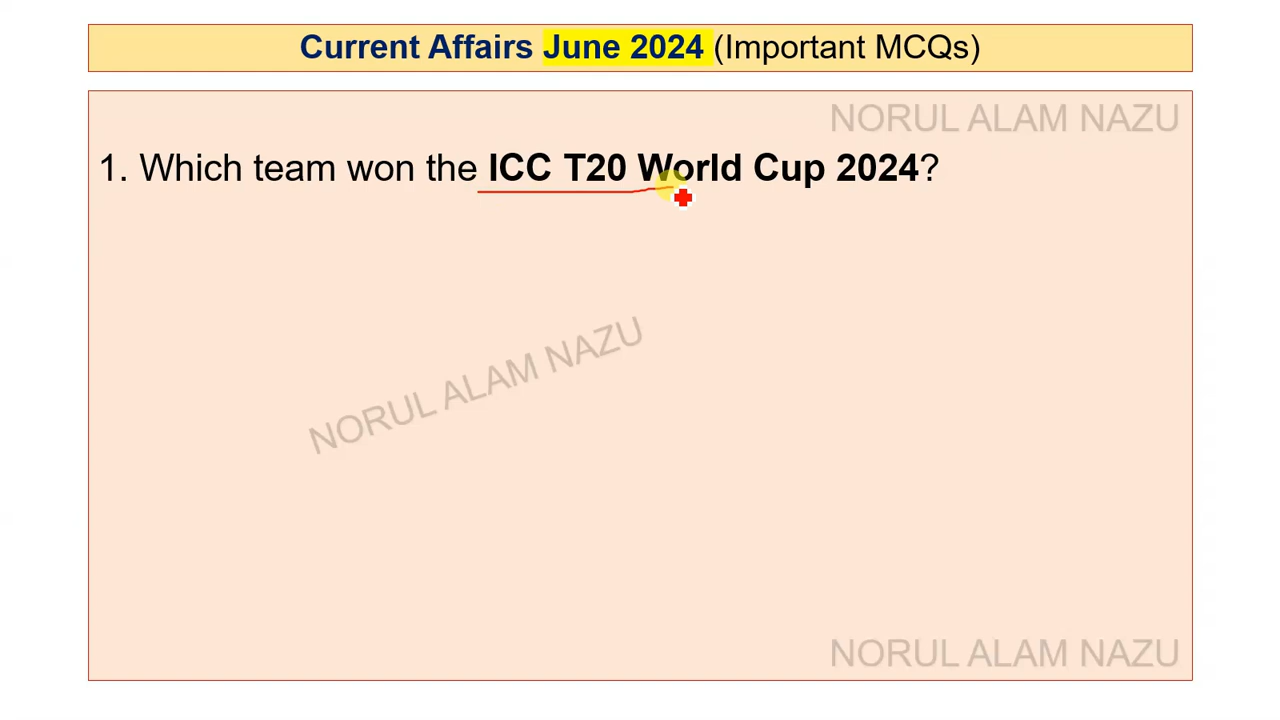 Current Affairs June 2024 (Important MCQs)
NORUL ALAM NAZU
1. Which team won the ICC T20 World Cup 2024?
NORUL ALAM NAZU
NORUL ALAM NAZU